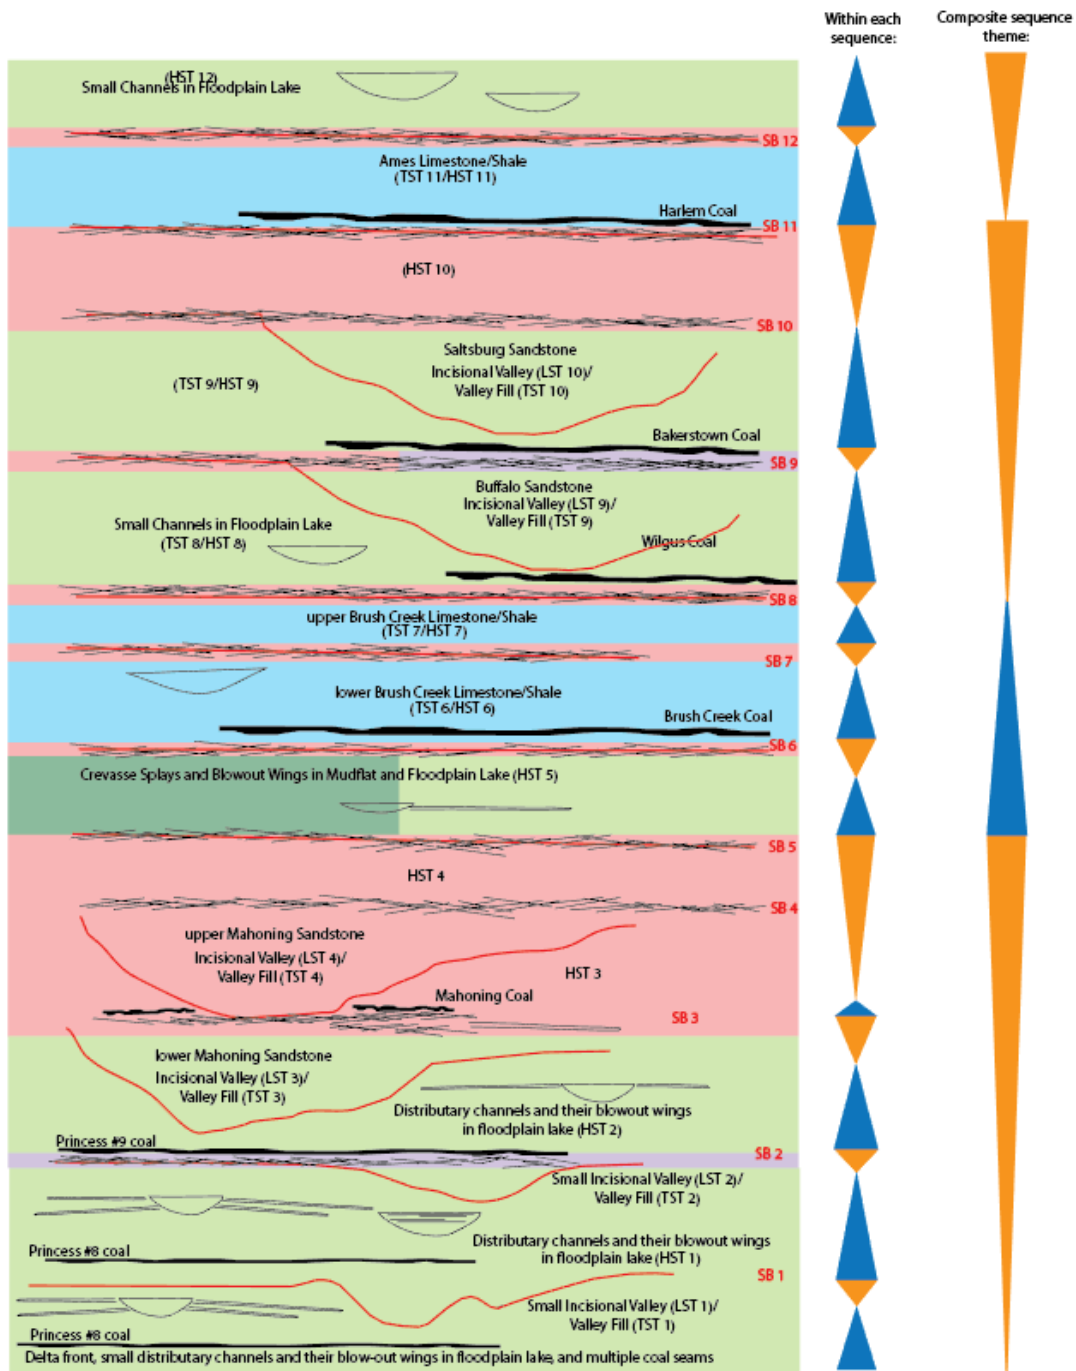 Within each
sequence:
Composite sequence
theme:
(HST 12)
Small Channels in Floodplain Lake
SB 12
Ames Limestone/Shale
(TST 11/HST 11)
Harlem Coal
SB 11
(HST 10)
SB 10
Saltsburg Sandstone
Incisional Valley (LST 10)/
Valley Fill (TST 10)
(TST 9/HST 9)
Bakerstown Coal
SB 9
Buffalo Sandstone
Incisional Valley (LST 9)/
Valley Fill (TST 9)
Small Channels in Floodplain Lake
(TST 8/HST 8)
Wilgus Coal
SB 8
upper Brush Creek Limestone/Shale
(TST 7/HST 7)
SB 7
lower Brush Creek Limestone/Shale
(TST 6/HST 6)
Brush Creek Coal
SB 6
Crevasse Splays and Blowout Wings in Mudflat and Floodplain Lake (HST 5)
SB 5
HST 4
SB 4
upper Mahoning Sandstone
Incisional Valley (LST 4)/
Valley Fill (TST 4)
HST 3
Mahoning Coal
SB 3
lower Mahoning Sandstone
Incisional Valley (LST 3)/
Valley Fill (TST 3)
Distributary channels and their blowout wings
in floodplain lake (HST 2)
Princess #9 coal
SB 2
Small Incisional Valley (LST 2)/
Valley Fill (TST 2)
Distributary channels and their blowout wings
in floodplain lake (HST 1)
Princess #8 coal
SB 1
Small Incisional Valley (LST 1)/
Valley Fill (TST 1)
Princess #8 coal
Delta front, small distributary channels and their blow-out wings in floodplain lake, and multiple coal seams